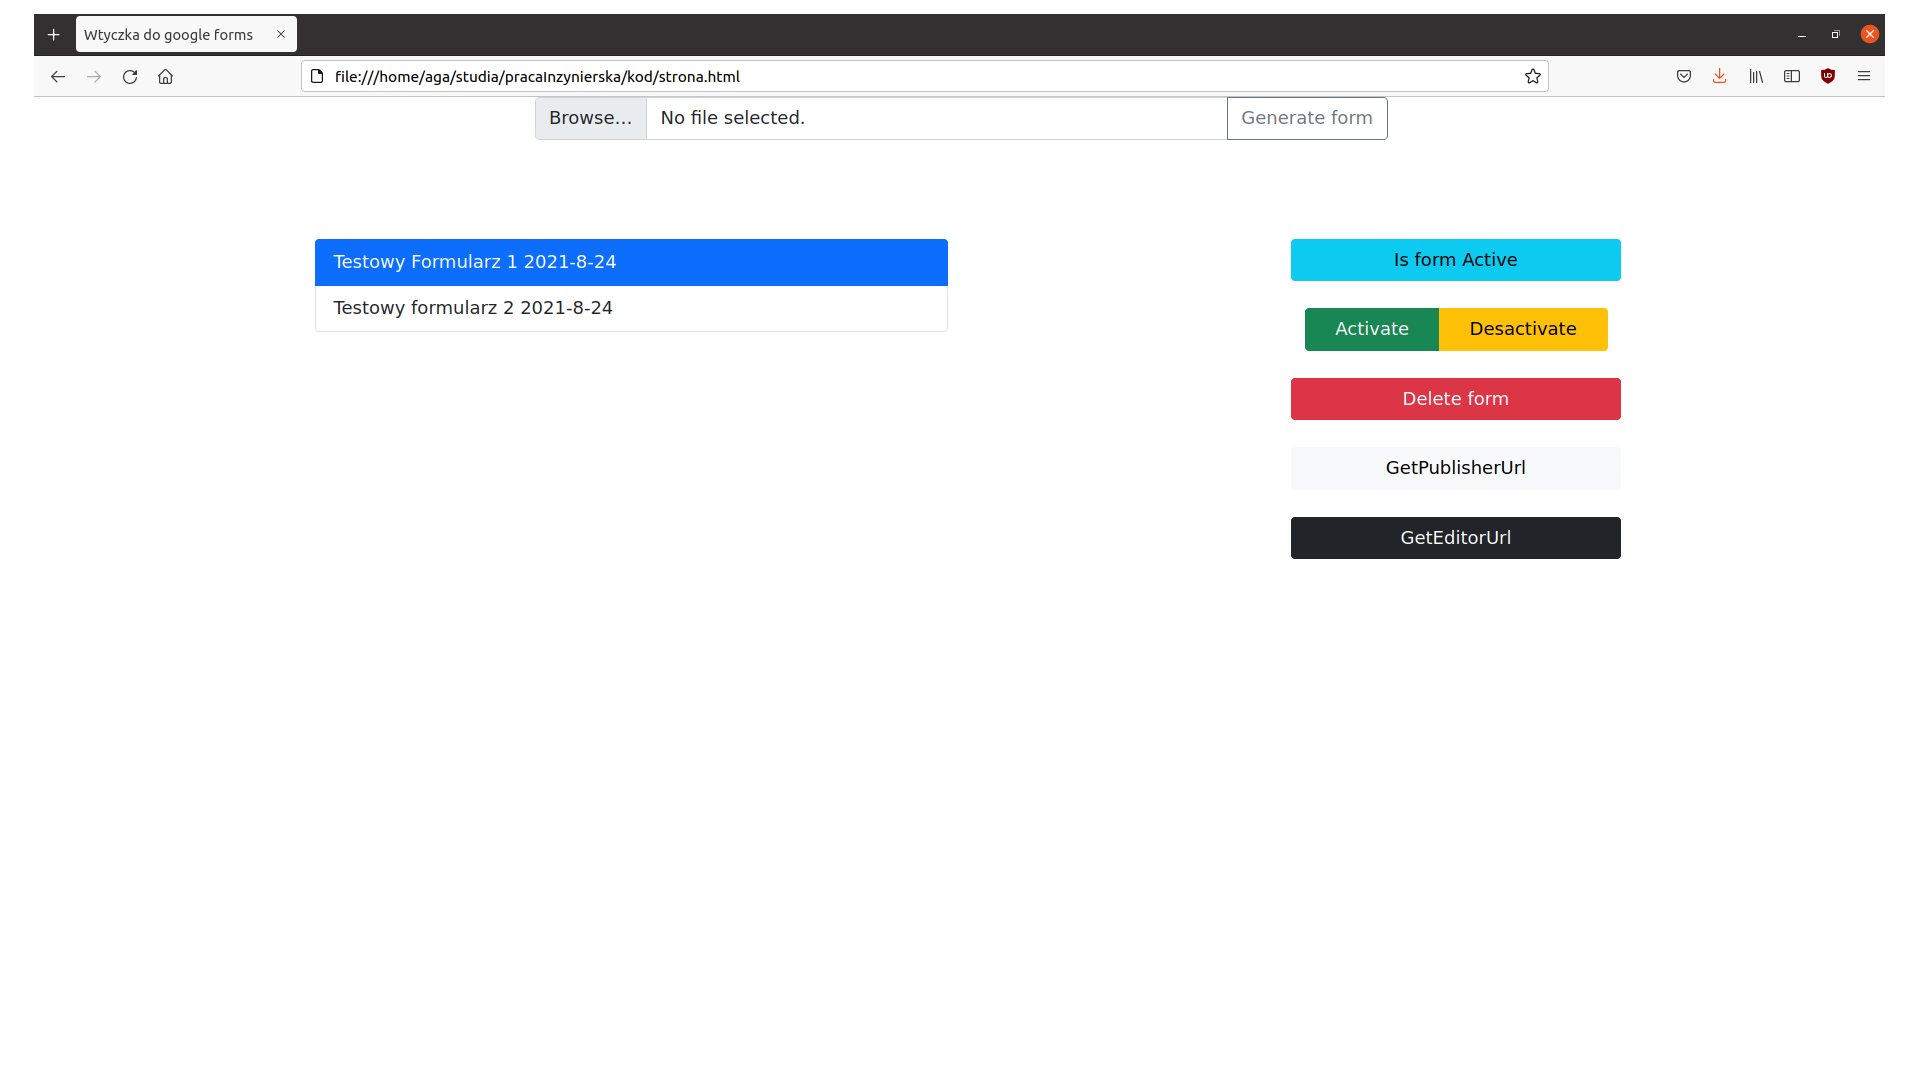 Wtyczka do google forms
file:///home/aga/studia/pracaInzynierska/kod/strona.html
Browse... No file selected. Generate form
Testowy Formularz 1 2021-8-24
Testowy formularz 2 2021-8-24
Is form Active
Activate Desactivate
Delete form
GetPublisherUrl
GetEditorUrl